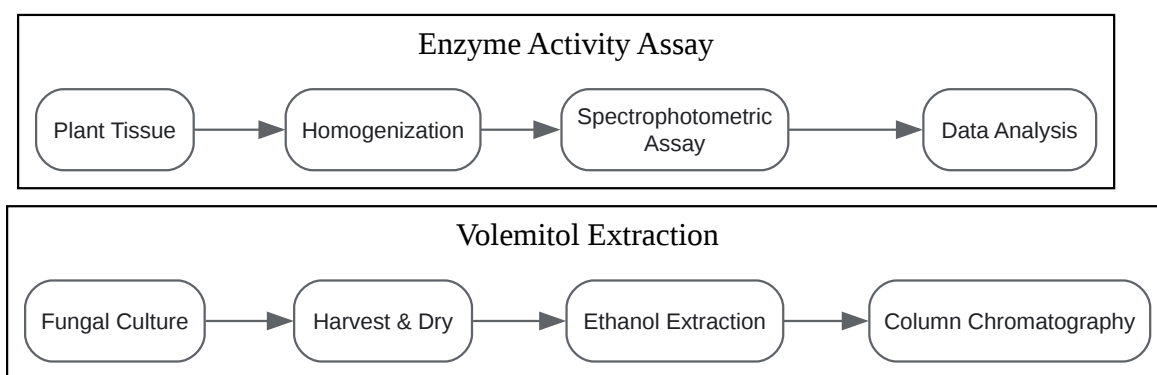 Enzyme Activity Assay
Plant Tissue
Homogenization
Spectrophotometric
Assay
Data Analysis
Volemitol Extraction
Fungal Culture
Harvest & Dry
Ethanol Extraction
Column Chromatography